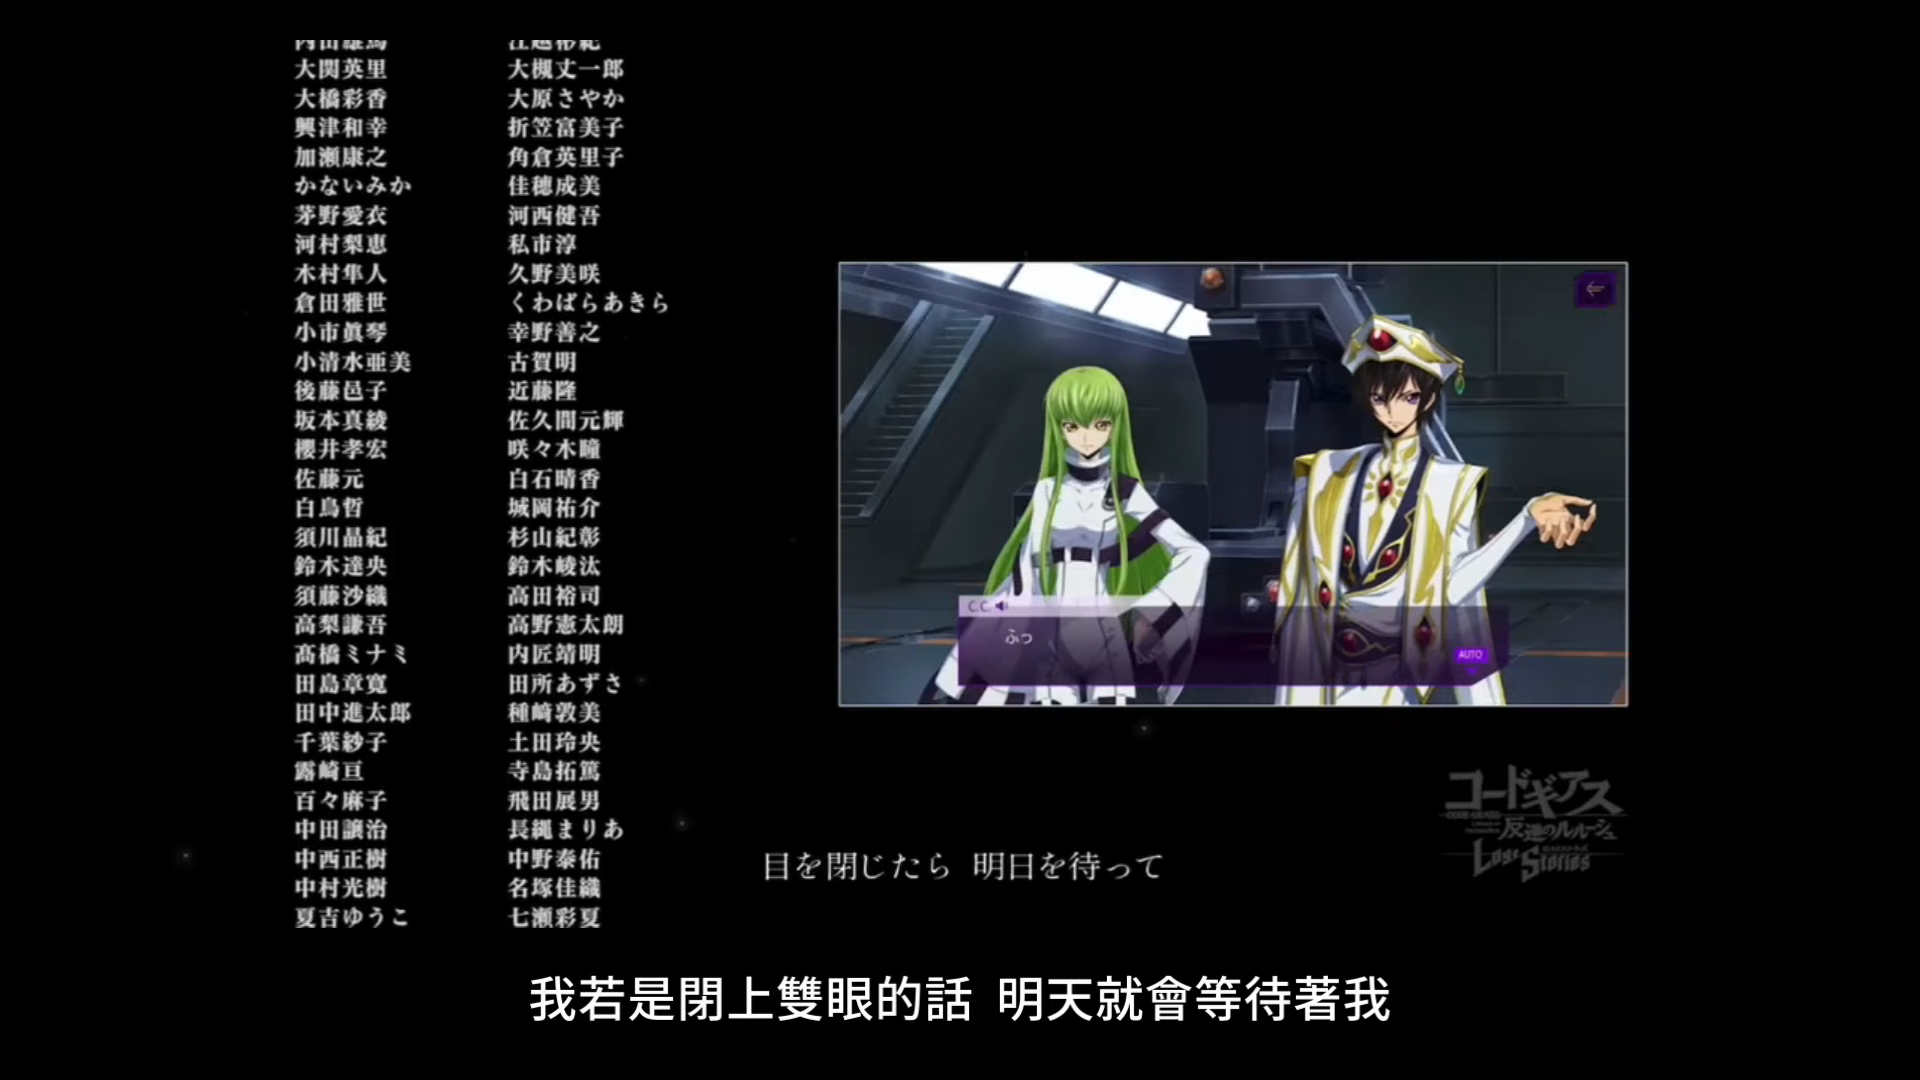 内田雄馬 江越彬紀
大関英里 大槻丈一郎
大橋彩香 大原さやか
興津和幸 折笠富美子
加瀬康之 角倉英里子
かないみか 佳穂成美
茅野愛衣 河西健吾
河村梨恵 私市淳
木村隼人 久野美咲
倉田雅世 くわばらあきら
小市眞琴 幸野善之
小清水亜美 古賀明
後藤邑子 近藤隆
坂本真綾 佐久間元輝
櫻井孝宏 咲々木瞳
佐藤元 白石晴香
白鳥哲 城岡祐介
須川晶紀 杉山紀彰
鈴木達央 鈴木崚汰
須藤沙織 高田裕司
高梨謙吾 高野憲太朗
髙橋ミナミ 内匠靖明
田島章寛 田所あずさ
田中進太郎 種﨑敦美
千葉紗子 土田玲央
露崎亘 寺島拓篤
百々麻子 飛田展男
中田譲治 長縄まりあ
中西正樹 中野泰佑
中村光樹 名塚佳織
夏吉ゆうこ 七瀬彩夏
C.C.
ふっ
AUTO
コードギアス
反逆のルルーシュ
Lost Stories
目を閉じたら 明日を待って
我若是閉上雙眼的話 明天就會等待著我